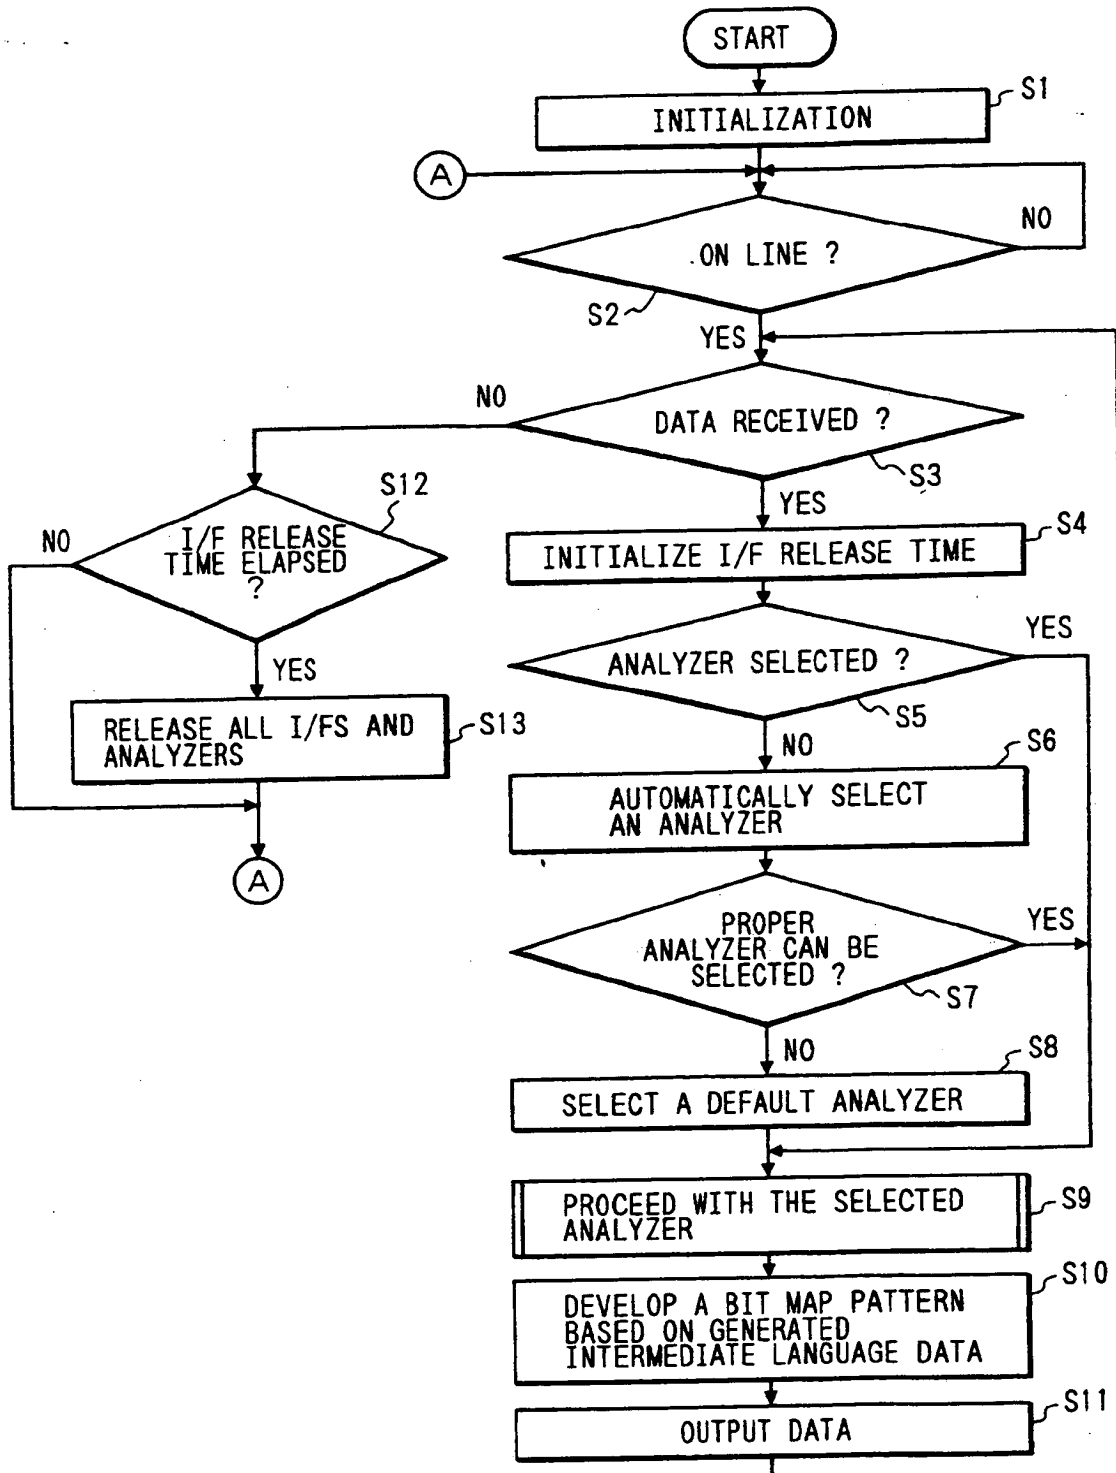 START
S1
INITIALIZATION
A
NO
ON LINE ?
S2
YES
NO
DATA RECEIVED ?
S3
S12
YES
S4
I/F RELEASE
TIME ELAPSED
?
NO
INITIALIZE I/F RELEASE TIME
YES
ANALYZER SELECTED ?
YES
S5
RELEASE ALL I/FS AND
ANALYZERS
S13
NO
S6
AUTOMATICALLY SELECT
AN ANALYZER
A
PROPER
ANALYZER CAN BE
SELECTED ?
YES
S7
NO
S8
SELECT A DEFAULT ANALYZER
PROCEED WITH THE SELECTED
ANALYZER
S9
S10
DEVELOP A BIT MAP PATTERN
BASED ON GENERATED
INTERMEDIATE LANGUAGE DATA
S11
OUTPUT DATA